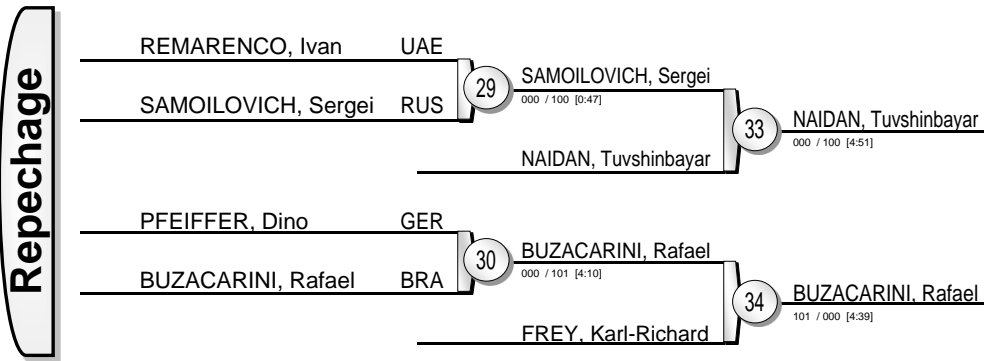 Repechage
REMARENCO, Ivan UAE
SAMOILOVICH, Sergei RUS
29
SAMOILOVICH, Sergei
000 / 100 [0:47]
NAIDAN, Tuvshinbayar
33
NAIDAN, Tuvshinbayar
000 / 100 [4:51]
PFEIFFER, Dino GER
BUZACARINI, Rafael BRA
30
BUZACARINI, Rafael
000 / 101 [4:10]
FREY, Karl-Richard
34
BUZACARINI, Rafael
101 / 000 [4:39]